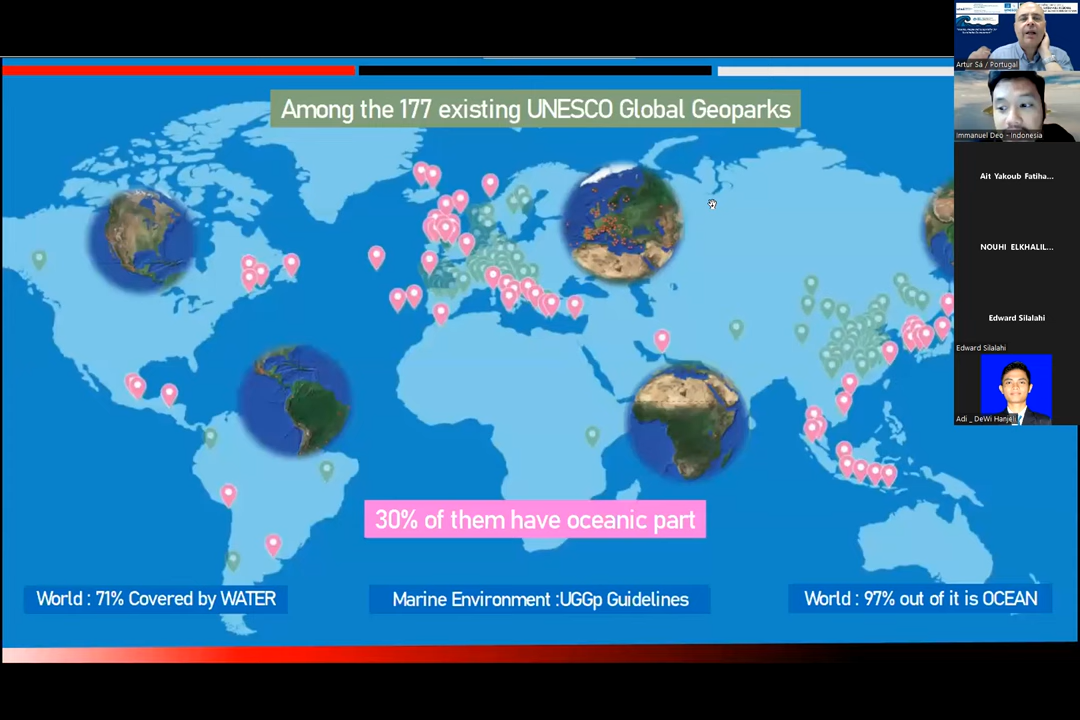 Among the 177 existing UNESCO Global Geoparks
30% of them have oceanic part
World : 71% Covered by WATER
Marine Environment :UGGp Guidelines
World : 97% out of it is OCEAN
Artur Sá / Portugal
Immanuel Deo - Indonesia
Ait Yakoub Fatiha...
NOUHI ELKHALIL...
Edward Silalahi
Edward Silalahi
Adi _ DeWi Hanjeli